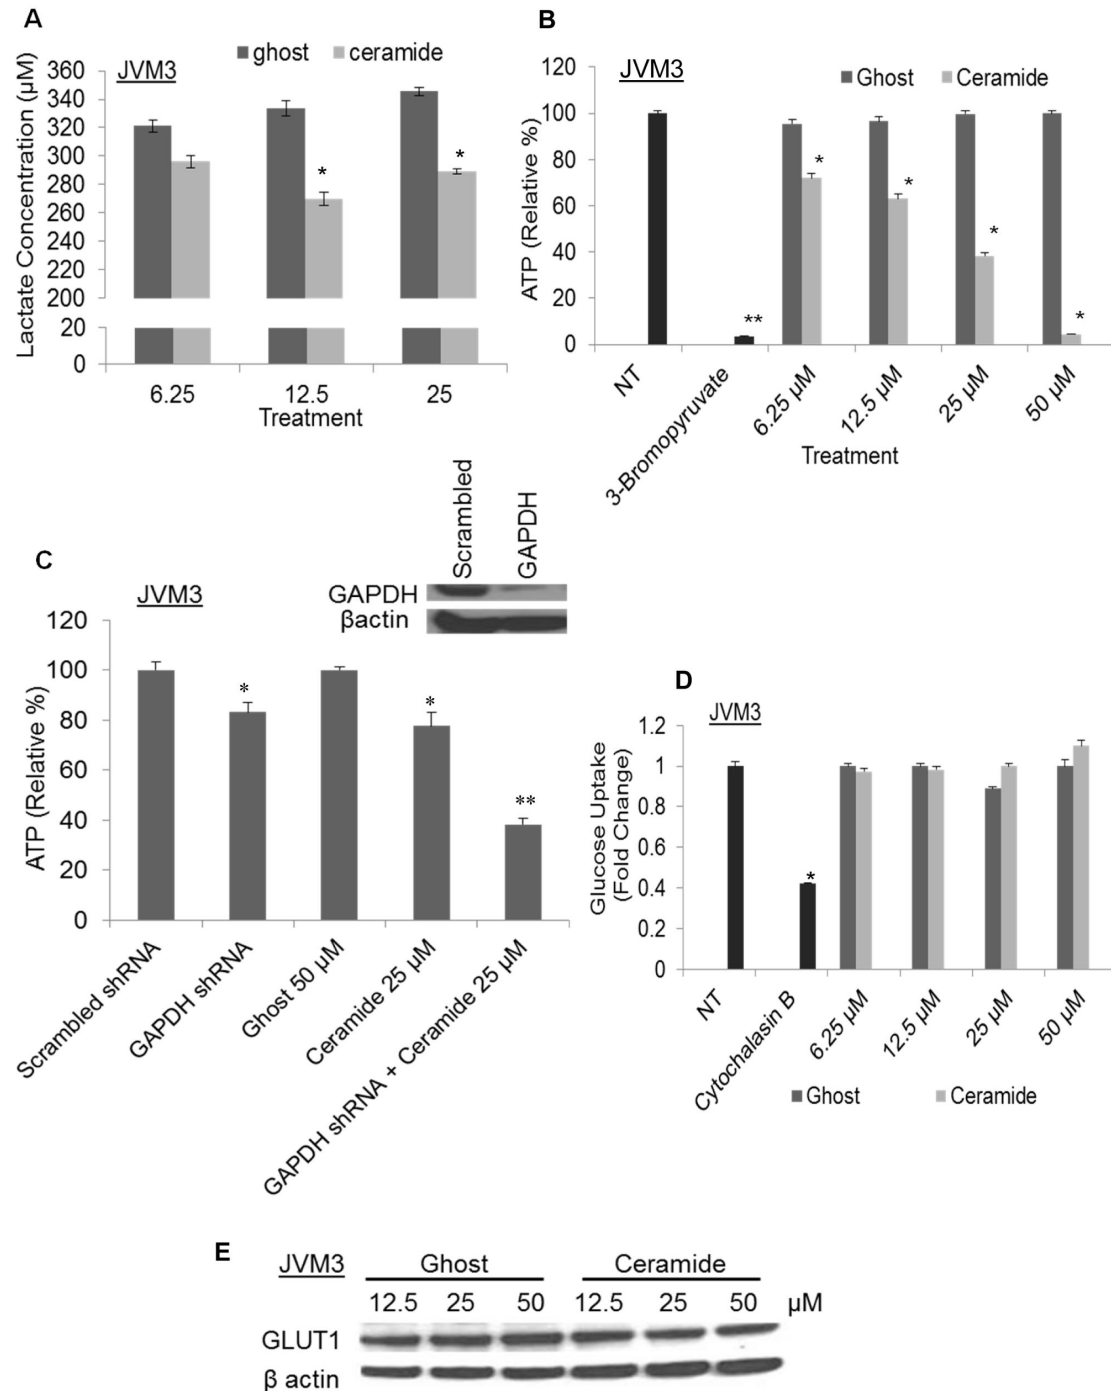 A
ghost ceramide
JVM3
Lactate Concentration (µM)
360
340
320
300
280
260
240
220
200
20
0
*
*
6.25 12.5 25
Treatment
B
JVM3
Ghost Ceramide
ATP (Relative %)
120
100
80
60
40
20
0
**
*
*
*
*
NT
3-Bromopyruvate
6.25 µM
12.5 µM
25 µM
50 µM
Treatment
C
JVM3
Scrambled
GAPDH
GAPDH
βactin
ATP (Relative %)
120
100
80
60
40
20
0
*
*
**
Scrambled shRNA
GAPDH shRNA
Ghost 50 µM
Ceramide 25 µM
GAPDH shRNA + Ceramide 25 µM
D
JVM3
Glucose Uptake
(Fold Change)
1.2
1
0.8
0.6
0.4
0.2
0
*
NT
Cytochalasin B
6.25 µM
12.5 µM
25 µM
50 µM
Ghost Ceramide
E
JVM3 Ghost Ceramide
12.5 25 50 12.5 25 50 µM
GLUT1
β actin